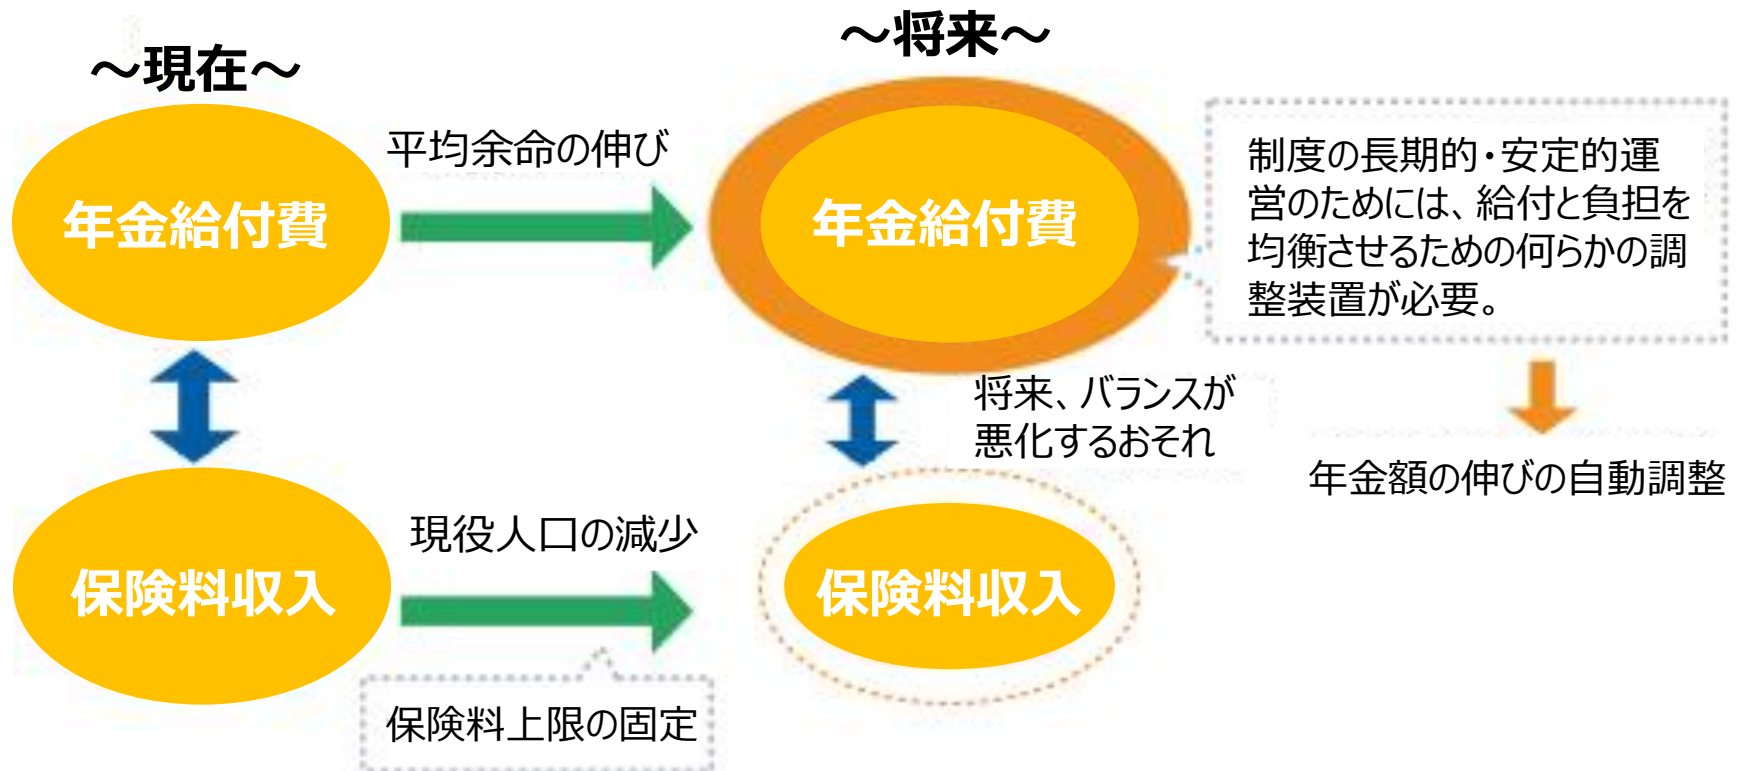 ～現在～
～将来～
年金給付費
平均余命の伸び
年金給付費
制度の長期的・安定的運
営のためには、給付と負担を
均衡させるための何らかの調
整装置が必要。
将来、バランスが
悪化するおそれ
年金額の伸びの自動調整
保険料収入
現役人口の減少
保険料収入
保険料上限の固定